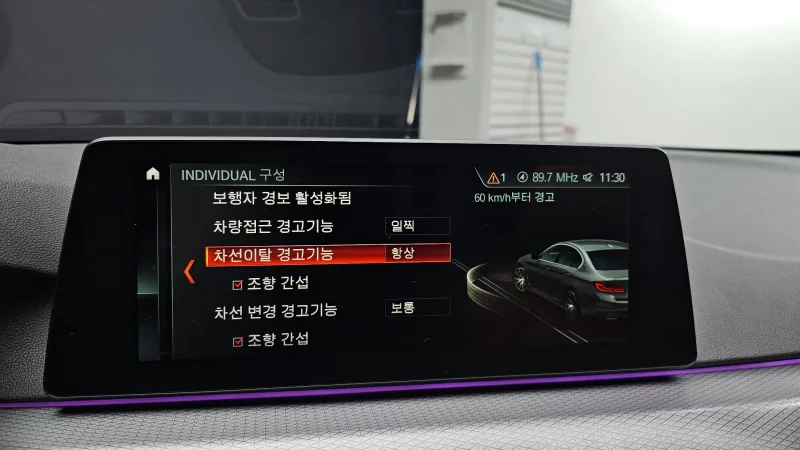 INDIVIDUAL 구성
1 89.7 MHz 11:30
보행자 경보 활성화됨
60 km/h부터 경고
차량접근 경고기능 일찍
차선이탈 경고기능 항상
조향 간섭
차선 변경 경고기능 보통
조향 간섭